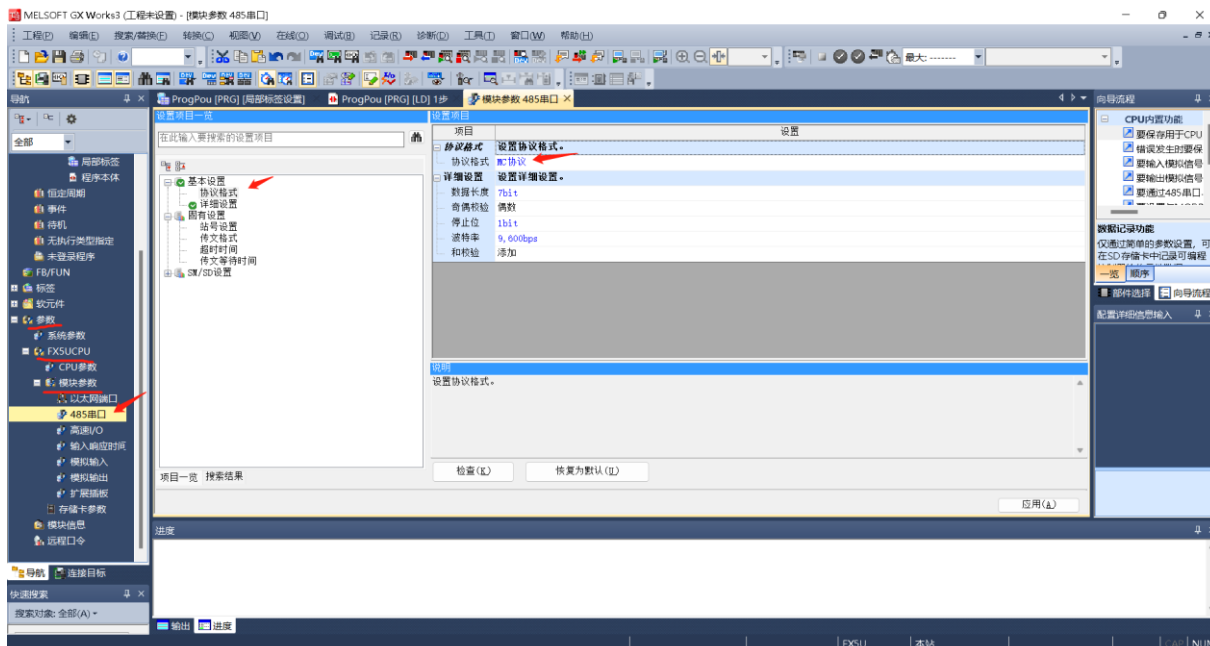 MELSOFT GX Works3 (工程未设置) - [模块参数 485串口]
工程(P) 编辑(E) 搜索/替换(F) 转换(C) 视图(V) 在线(O) 调试(B) 记录(R) 诊断(D) 工具(T) 窗口(W) 帮助(H)
最大:
导航
ProgPou [PRG] [局部标签设置]
ProgPou [PRG] [LD] 1步
模块参数 485串口
向导流程
全部
局部标签
程序本体
恒定周期
事件
待机
无执行类型指定
未登录程序
FB/FUN
标签
软元件
参数
系统参数
FX5UCPU
CPU参数
模块参数
以太网端口
485串口
高速I/O
输入响应时间
模拟输入
模拟输出
扩展插板
存储卡参数
模块信息
远程口令
导航 连接目标
快速搜索
搜索对象: 全部(A)
设置项目一览
在此输入要搜索的设置项目
基本设置
协议格式
详细设置
固有设置
站号设置
传文格式
超时时间
传文等待时间
SM/SD设置
项目一览 搜索结果
设置项目
项目 设置
协议格式 设置协议格式。
协议格式 MC协议
详细设置 设置详细设置。
数据长度 7bit
奇偶校验 偶数
停止位 1bit
波特率 9,600bps
和校验 添加
说明
设置协议格式。
检查(K) 恢复为默认(U)
应用(A)
进度
输出 进度
CPU内置功能
要保存用于CPU
错误发生时要保
要输入模拟信号
要输出模拟信号
要通过485串口.
数据记录功能
仅通过简单的参数设置, 可
在SD存储卡中记录可编程
一览 顺序
部件选择 向导流程
配置详细信息输入
FX5U 本站 CAP NUM